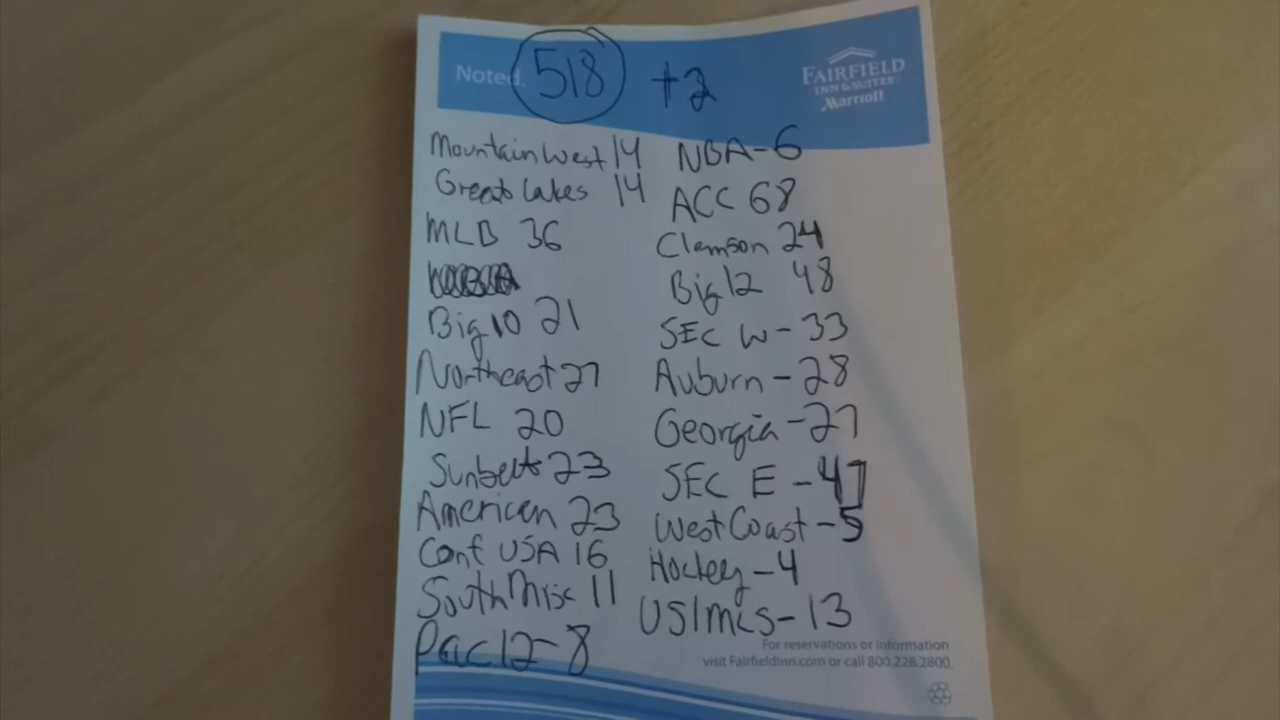 Noted. 518 +2
FAIRFIELD
INN & SUITES
Marriott
Mountain West 14
Great Lakes 14
MLB 36
Big 10 21
Northeast 27
NFL 20
Sunbelt 23
American 23
Conf USA 16
South Misc 11
Pac12-8
NBA-6
ACC 68
Clemson 24
Big 12 48
SEC W-33
Auburn-28
Georgia-27
SEC E-47
West Coast-5
Hockey-4
US/MLS-13
For reservations or information
visit FairfieldInn.com or call 800.228.2800.